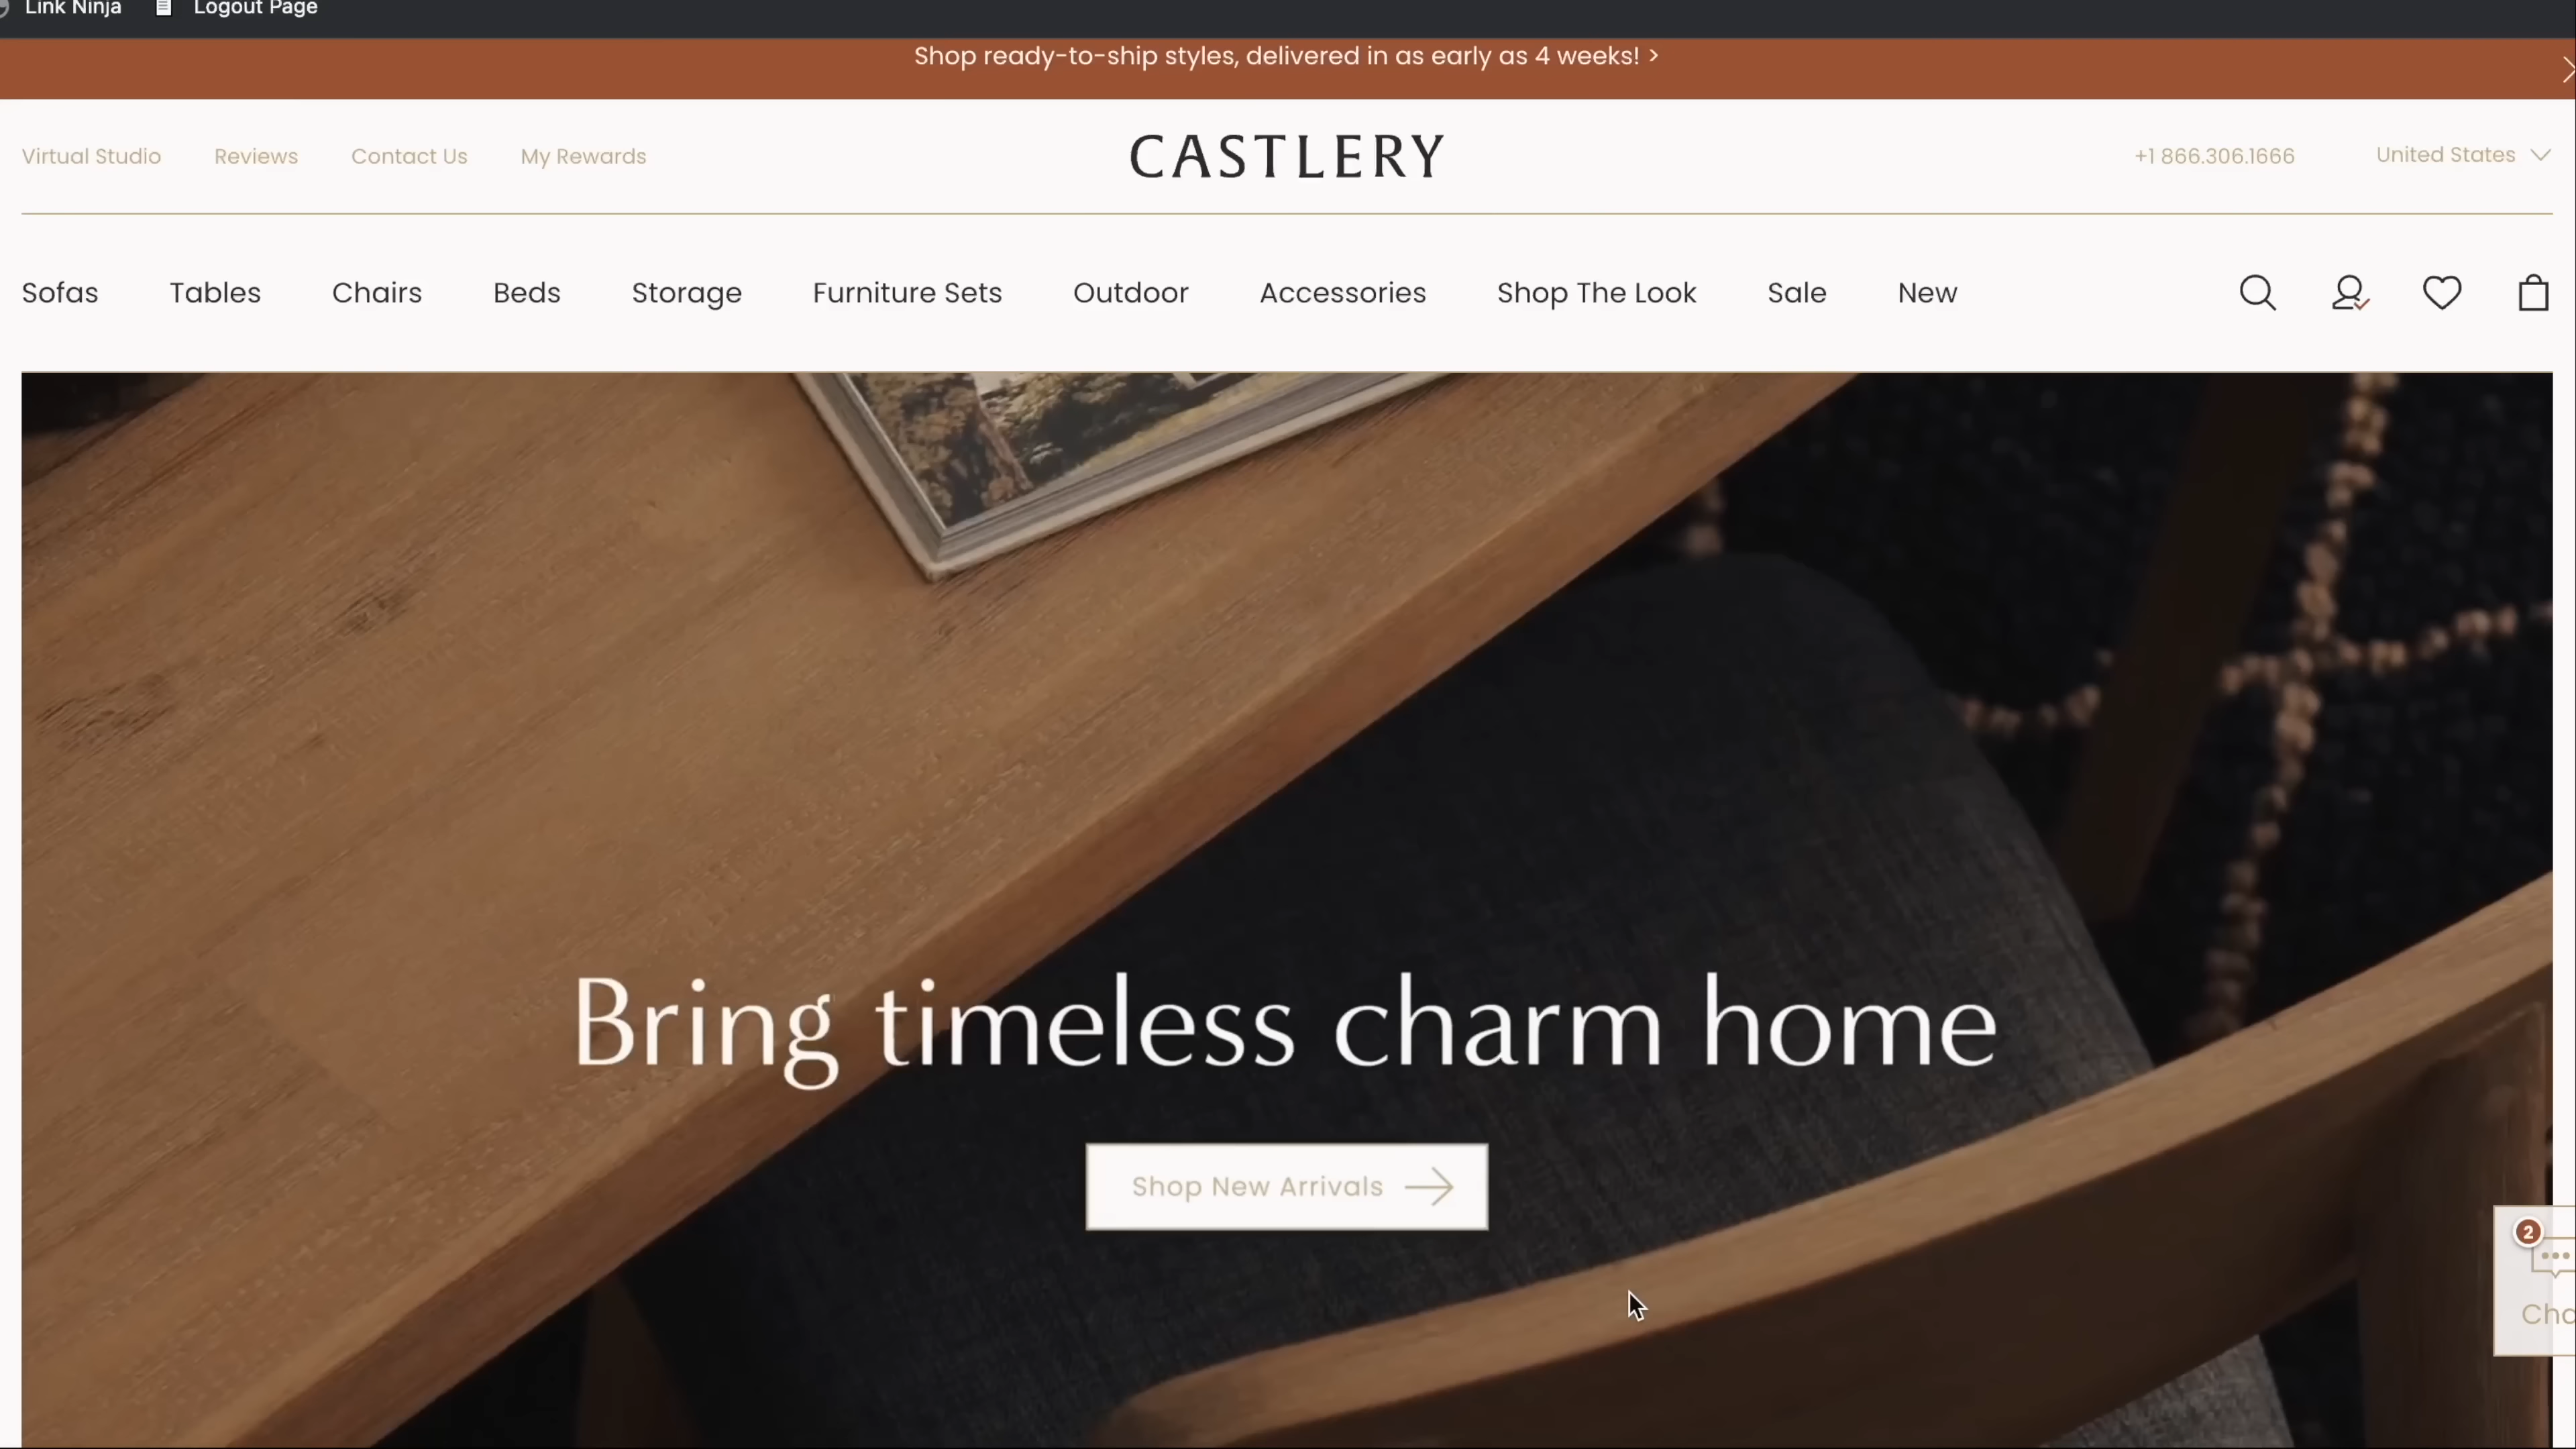 Link Ninja Logout Page
Shop ready-to-ship styles, delivered in as early as 4 weeks! >
Virtual Studio Reviews Contact Us My Rewards CASTLERY +1 866.306.1666 United States
Sofas Tables Chairs Beds Storage Furniture Sets Outdoor Accessories Shop The Look Sale New
Bring timeless charm home
Shop New Arrivals
2